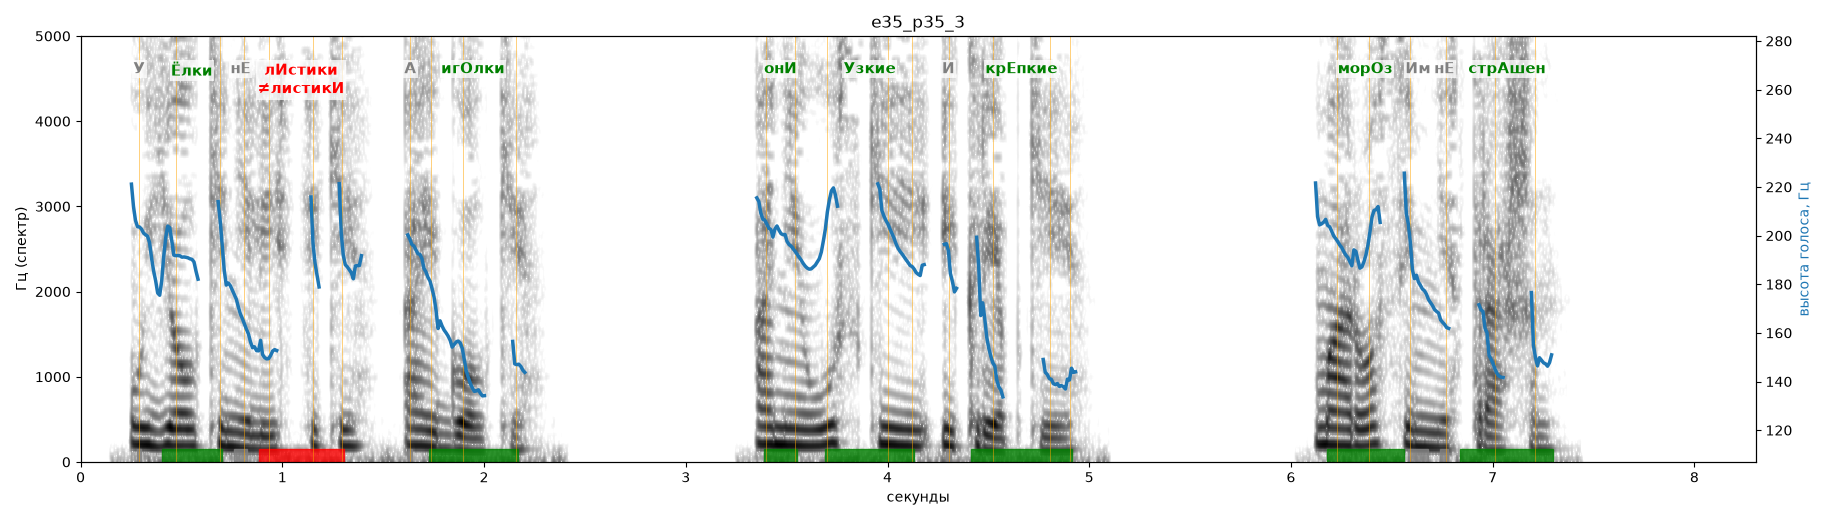 e35_p35_3
У Ёлки нЕ лИстики А игОлки онИ Узкие И крЕпкие морОз Им нЕ стрАшен
≠листикИ
5000
4000
3000
2000
1000
0
Гц (спектр)
280
260
240
220
200
180
160
140
120
высота голоса, Гц
0 1 2 3 4 5 6 7 8
секунды